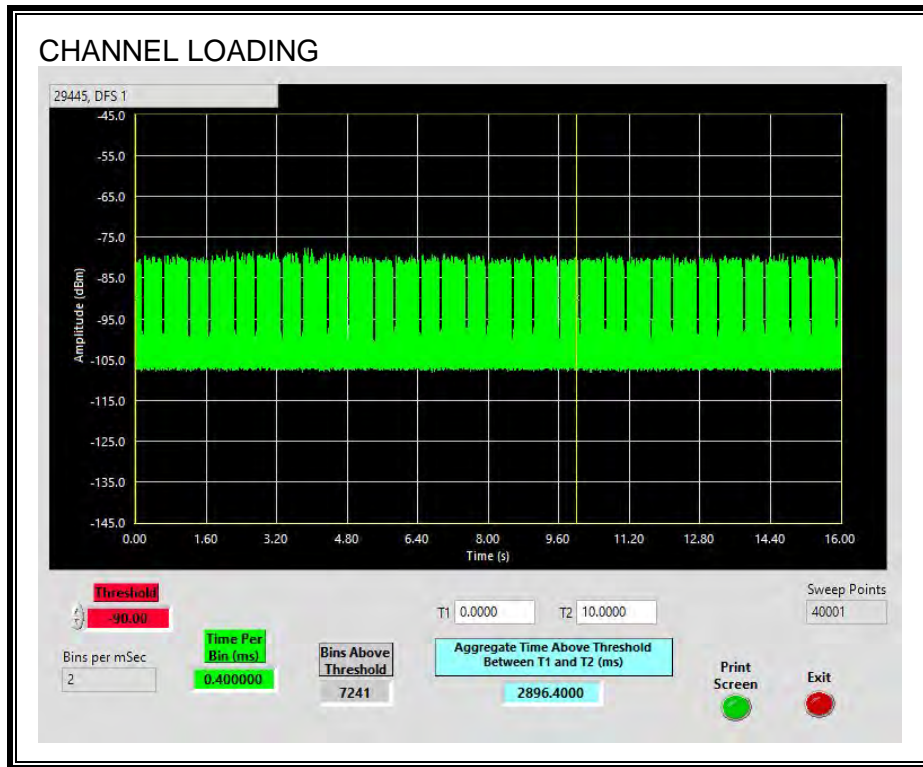 CHANNEL LOADING
29445, DFS 1
-45.0
-55.0
-65.0
-75.0
-85.0
-95.0
-105.0
-115.0
-125.0
-135.0
-145.0
Amplitude (dBm)
0.00 1.60 3.20 4.80 6.40 8.00 9.60 11.20 12.80 14.40 16.00
Time (s)
Threshold
-90.00
Bins per mSec
2
Time Per
Bin (ms)
0.400000
Bins Above
Threshold
7241
T1 0.0000 T2 10.0000
Aggregate Time Above Threshold
Between T1 and T2 (ms)
2896.4000
Sweep Points
40001
Print
Screen
Exit